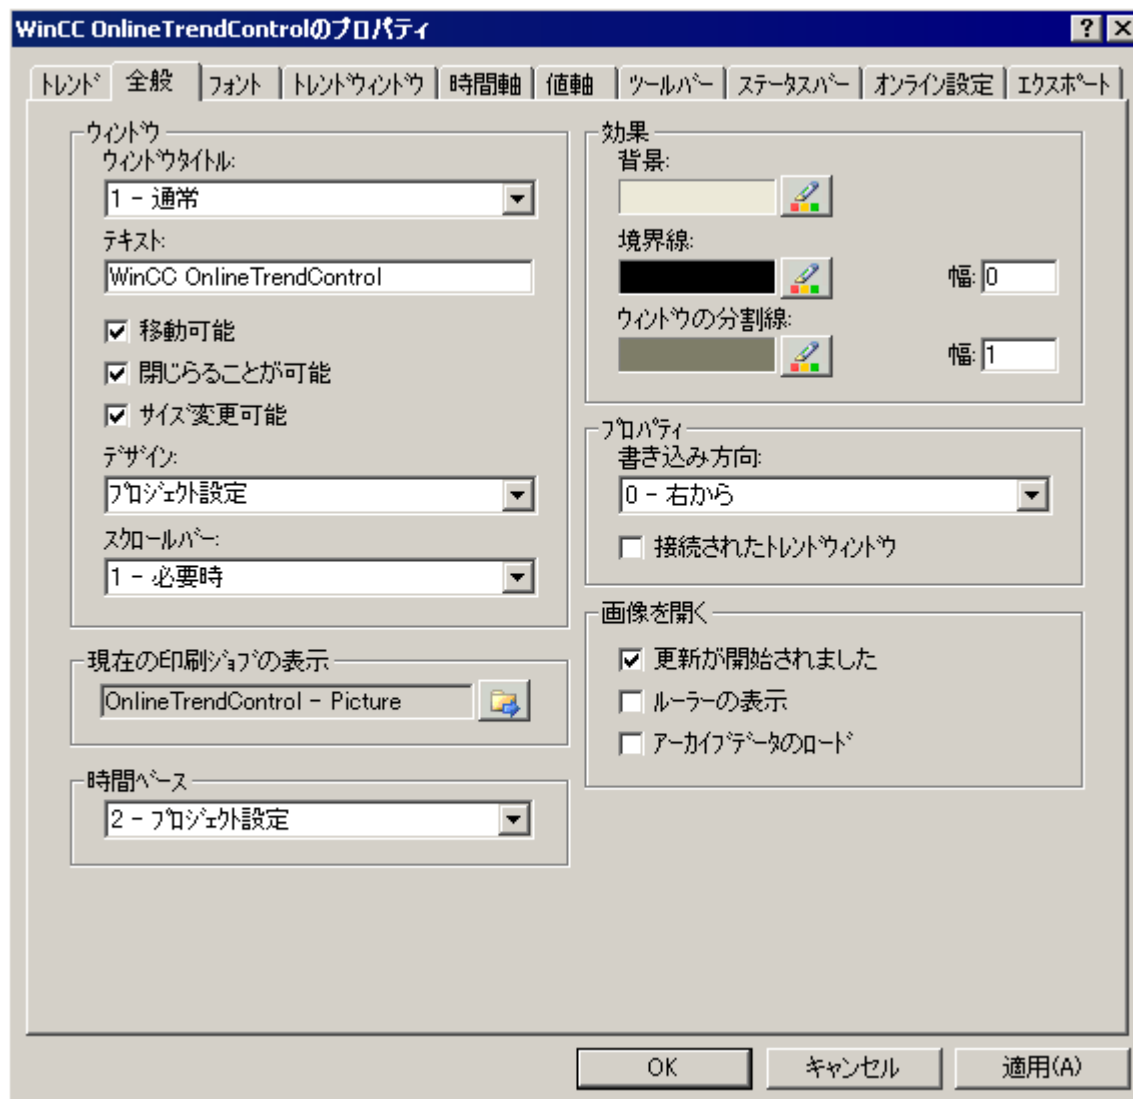 WinCC OnlineTrendControlのプロパティ
トレンド 全般 フォント トレンドウィンドウ 時間軸 値軸 ツールバー ステータスバー オンライン設定 エクスポート
ウィンドウ
ウィンドウタイトル:
1 - 通常
テキスト:
WinCC OnlineTrendControl
移動可能
閉じらることが可能
サイズ変更可能
デザイン:
プロジェクト設定
スクロールバー:
1 - 必要時
現在の印刷ジョブの表示
OnlineTrendControl - Picture
時間ベース
2 - プロジェクト設定
効果
背景:
境界線:
幅: 0
ウィンドウの分割線:
幅: 1
プロパティ
書き込み方向:
0 - 右から
接続されたトレンドウィンドウ
画像を開く
更新が開始されました
ルーラーの表示
アーカイブデータのロード
OK キャンセル 適用(A)